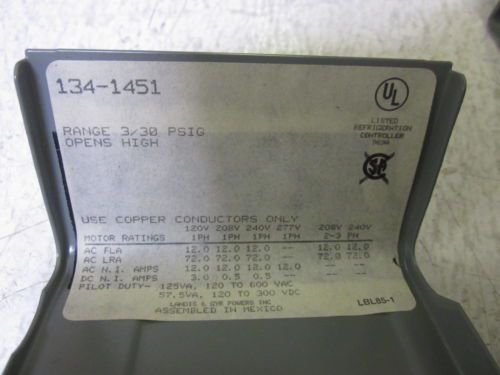 134-1451
UL
LISTED
REFRIGERATION
CONTROLLER
RANGE 3/30 PSIG
OPENS HIGH
SA
USE COPPER CONDUCTORS ONLY
120V 208V 240V 277V 208V 240V
MOTOR RATINGS 1PH 1PH 1PH 1PH 2-3 PH
AC FLA 12.0 12.0 12.0 -- 12.0 12.0
AC LRA 72.0 72.0 72.0 -- 72.0 72.0
AC N.I. AMPS 12.0 12.0 12.0 12.0
DC N.I. AMPS 3.0 0.5 0.5 -- --
PILOT DUTY- 125VA, 120 TO 600 VAC
57.5VA, 120 TO 300 VDC
LANDIS & GYR POWERS INC
ASSEMBLED IN MEXICO
LBL85-1